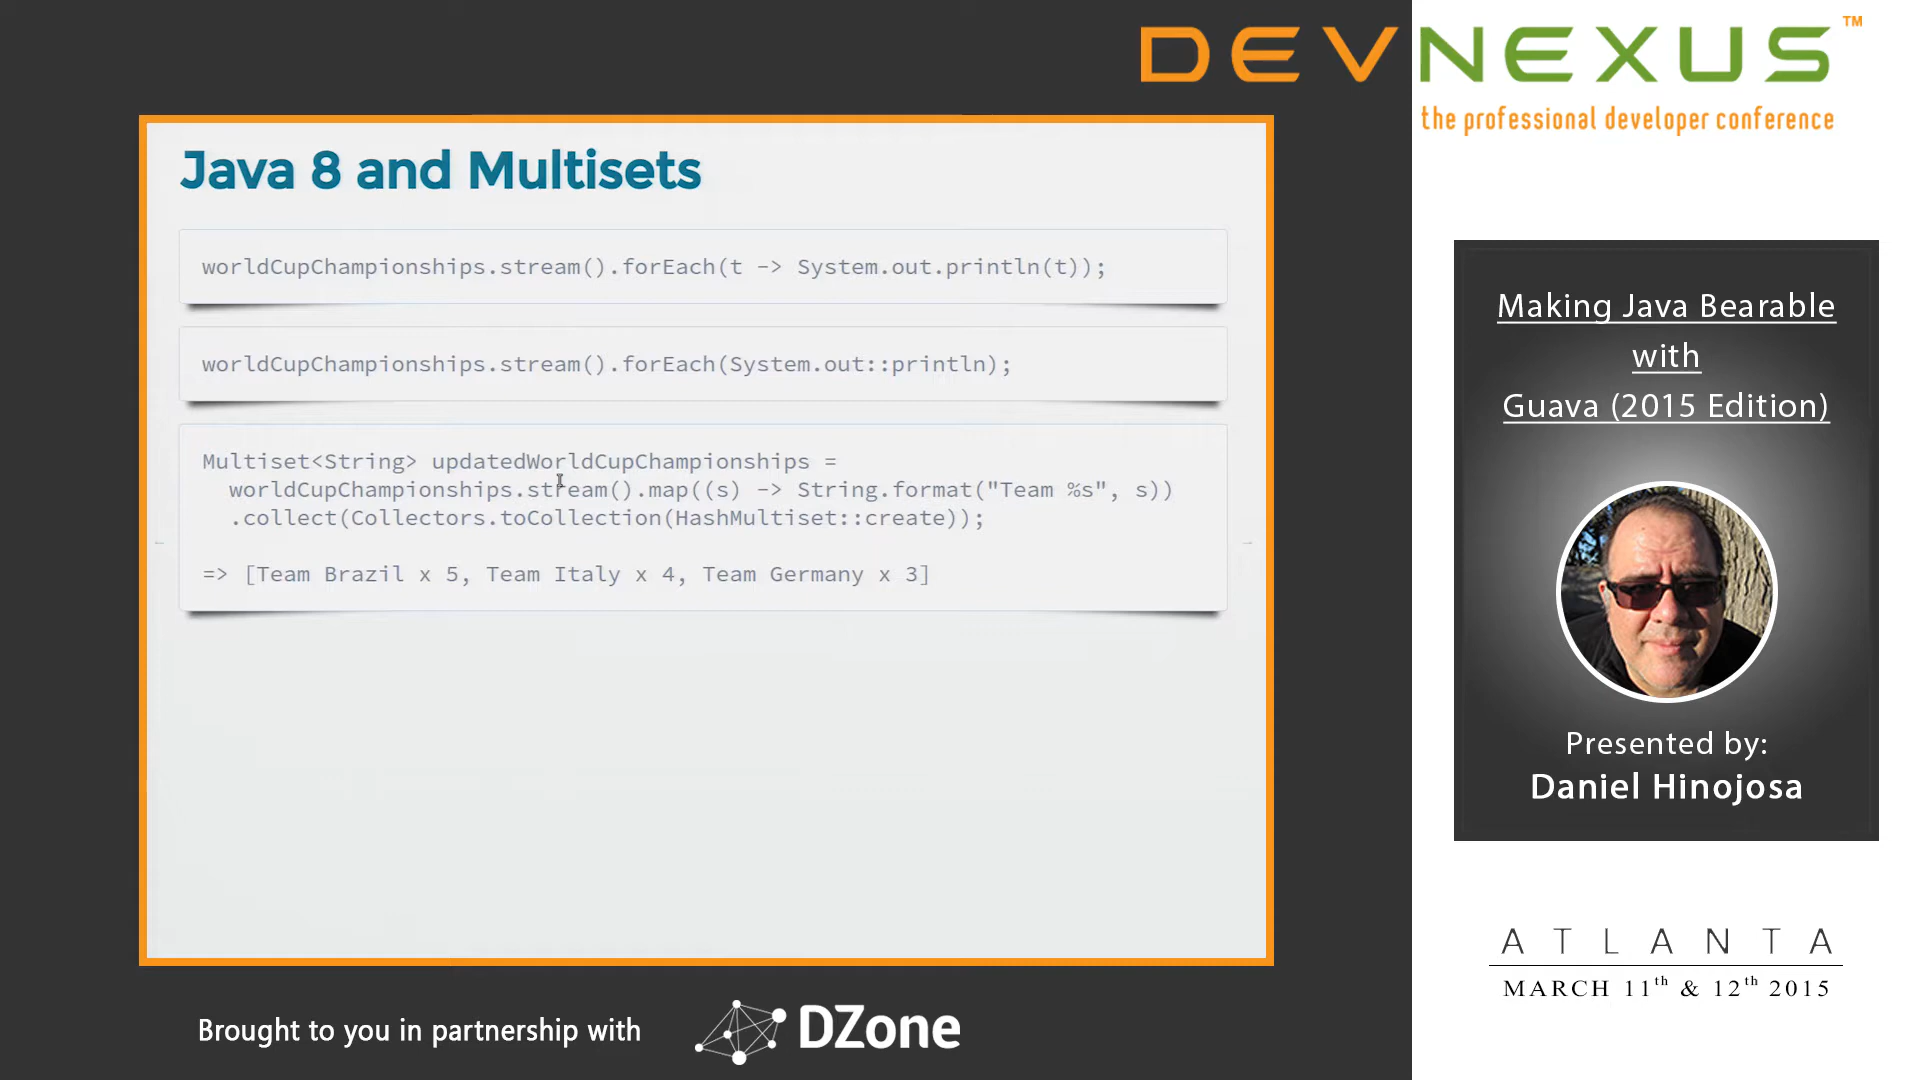 DEVNEXUS™
the professional developer conference
Java 8 and Multisets
worldCupChampionships.stream().forEach(t -> System.out.println(t));
worldCupChampionships.stream().forEach(System.out::println);
Multiset<String> updatedWorldCupChampionships =
worldCupChampionships.stream().map((s) -> String.format("Team %s", s))
.collect(Collectors.toCollection(HashMultiset::create));
=> [Team Brazil x 5, Team Italy x 4, Team Germany x 3]
Making Java Bearable
with
Guava (2015 Edition)
Presented by:
Daniel Hinojosa
ATLANTA
MARCH 11th & 12th 2015
Brought to you in partnership with
DZone